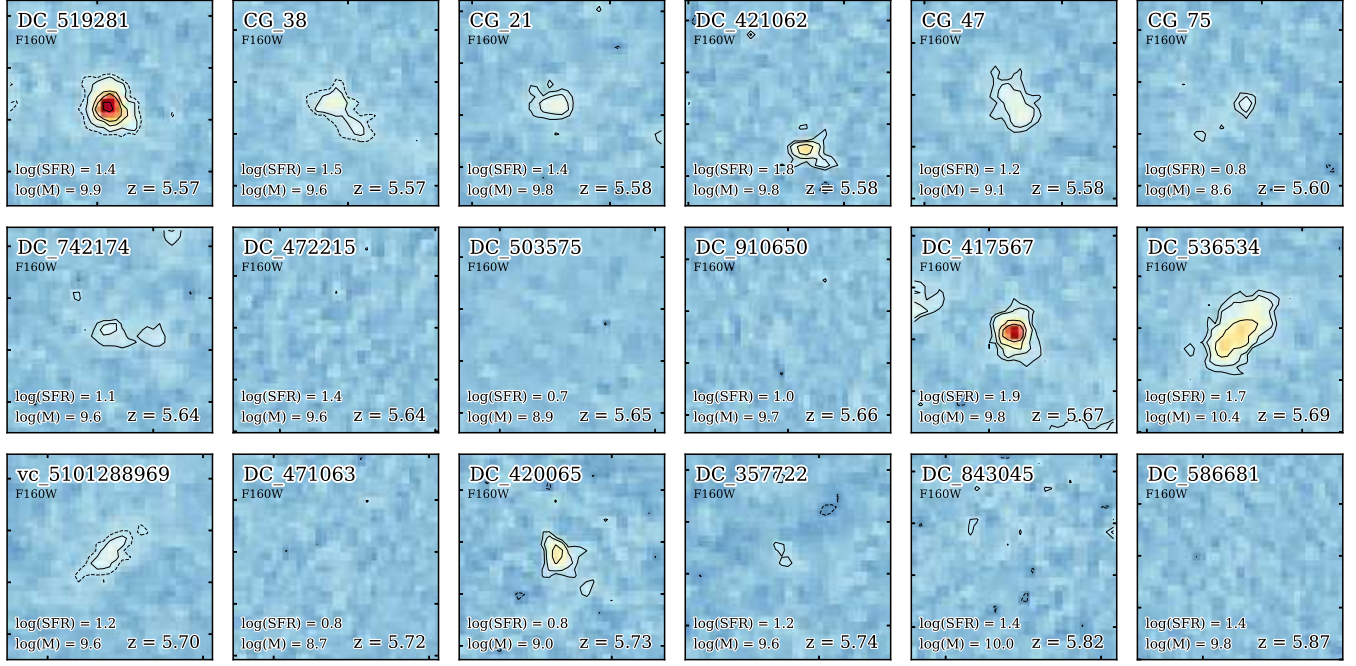 DC_519281
F160W
log(SFR) = 1.4
log(M) = 9.9 z = 5.57
CG_38
F160W
log(SFR) = 1.5
log(M) = 9.6 z = 5.57
CG_21
F160W
log(SFR) = 1.4
log(M) = 9.8 z = 5.58
DC_421062
F160W
log(SFR) = 1.8
log(M) = 9.8 z = 5.58
CG_47
F160W
log(SFR) = 1.2
log(M) = 9.1 z = 5.58
CG_75
F160W
log(SFR) = 0.8
log(M) = 8.6 z = 5.60
DC_742174
F160W
log(SFR) = 1.1
log(M) = 9.6 z = 5.64
DC_472215
F160W
log(SFR) = 1.4
log(M) = 9.6 z = 5.64
DC_503575
F160W
log(SFR) = 0.7
log(M) = 8.9 z = 5.65
DC_910650
F160W
log(SFR) = 1.0
log(M) = 9.7 z = 5.66
DC_417567
F160W
log(SFR) = 1.9
log(M) = 9.8 z = 5.67
DC_536534
F160W
log(SFR) = 1.7
log(M) = 10.4 z = 5.69
vc_5101288969
F160W
log(SFR) = 1.2
log(M) = 9.6 z = 5.70
DC_471063
F160W
log(SFR) = 0.8
log(M) = 8.7 z = 5.72
DC_420065
F160W
log(SFR) = 0.8
log(M) = 9.0 z = 5.73
DC_357722
F160W
log(SFR) = 1.2
log(M) = 9.6 z = 5.74
DC_843045
F160W
log(SFR) = 1.4
log(M) = 10.0 z = 5.82
DC_586681
F160W
log(SFR) = 1.4
log(M) = 9.8 z = 5.87